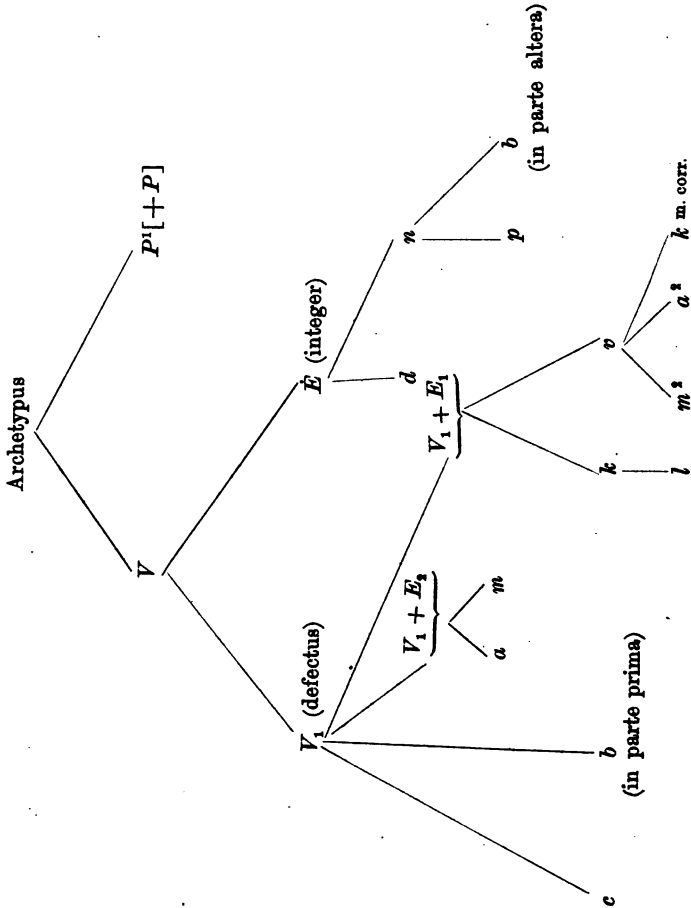 Archetypus
V
P¹[+ P]
V₁ (defectus)
E (integer)
V₁ + E₂
V₁ + E₁
d
n
a
m
p
b
(in parte altera)
c
b
(in parte prima)
k
v
l
m²
a²
k m. corr.